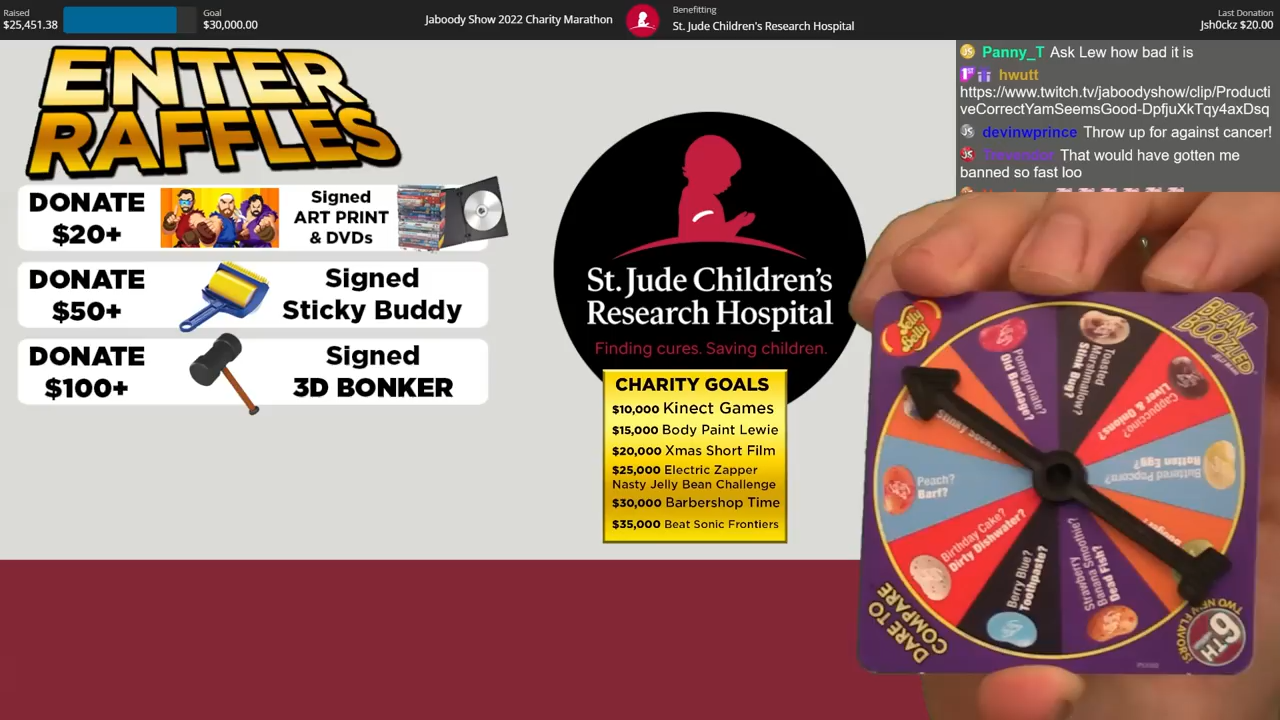 Raised
$25,451.38
Goal
$30,000.00
Jaboody Show 2022 Charity Marathon
Benefitting
St. Jude Children's Research Hospital
Last Donation
Jsh0ckz $20.00
ENTER
RAFFLES
DONATE
$20+
Signed
ART PRINT
& DVDs
DONATE
$50+
Signed
Sticky Buddy
DONATE
$100+
Signed
3D BONKER
St. Jude Children's
Research Hospital
Finding cures. Saving children.
CHARITY GOALS
$10,000 Kinect Games
$15,000 Body Paint Lewie
$20,000 Xmas Short Film
$25,000 Electric Zapper
Nasty Jelly Bean Challenge
$30,000 Barbershop Time
$35,000 Beat Sonic Frontiers
Panny_T Ask Lew how bad it is
hwutt
https://www.twitch.tv/jaboodyshow/clip/Producti
veCorrectYamSeemsGood-DpfjuXkTqy4axDsq
devinwprince Throw up for against cancer!
That would have gotten me
banned so fast loo
Jelly
Belly
BEAN
BOOZLED
Pomegranate?
Old Bandage?
Toasted
Marshmallow?
Stink Bug?
Cappuccino?
Liver & Onions?
Buttered Popcorn?
Rotten Egg?
Strawberry
Banana Smoothie?
Dead Fish?
Berry Blue?
Toothpaste?
Birthday Cake?
Dirty Dishwater?
Peach?
Barf?
Stinky Socks?
DARE TO
COMPARE
6TH
TWO NEW FLAVORS!